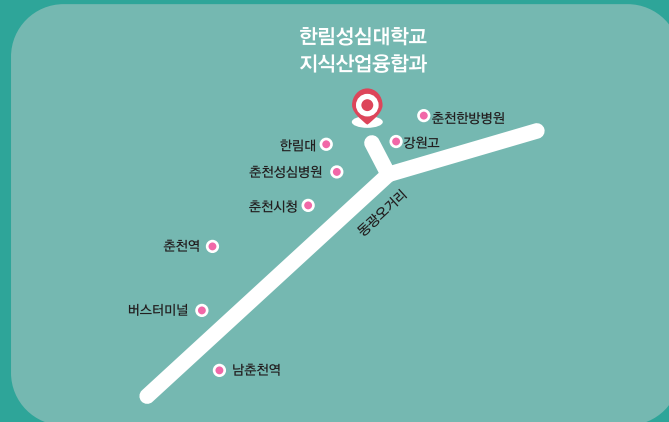 한림성심대학교
지식산업융합과
춘천한방병원
한림대
강원고
춘천성심병원
춘천시청
동광오거리
춘천역
버스터미널
남춘천역